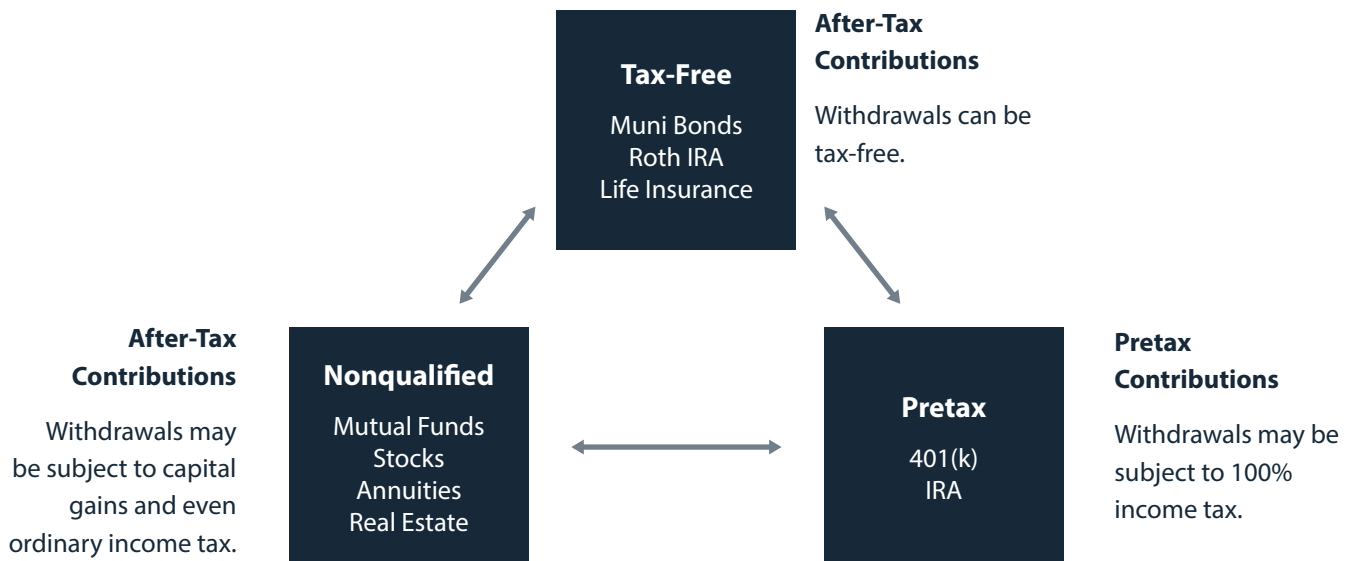 Tax-Free
Muni Bonds
Roth IRA
Life Insurance
After-Tax
Contributions
Withdrawals can be
tax-free.
After-Tax
Contributions
Withdrawals may
be subject to capital
gains and even
ordinary income tax.
Nonqualified
Mutual Funds
Stocks
Annuities
Real Estate
Pretax
401(k)
IRA
Pretax
Contributions
Withdrawals may be
subject to 100%
income tax.